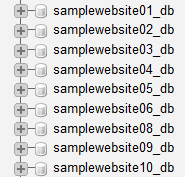 samplewebsite01_db
samplewebsite02_db
samplewebsite03_db
samplewebsite04_db
samplewebsite05_db
samplewebsite06_db
samplewebsite08_db
samplewebsite09_db
samplewebsite10_db